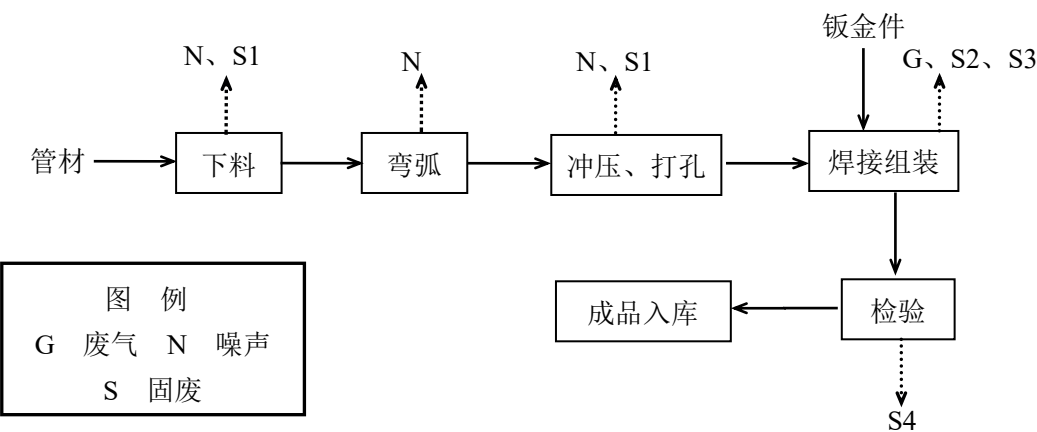 钣金件
N、S1
N
N、S1
G、S2、S3
管材
下料
弯弧
冲压、打孔
焊接组装
图 例
G 废气 N 噪声
S 固废
成品入库
检验
S4